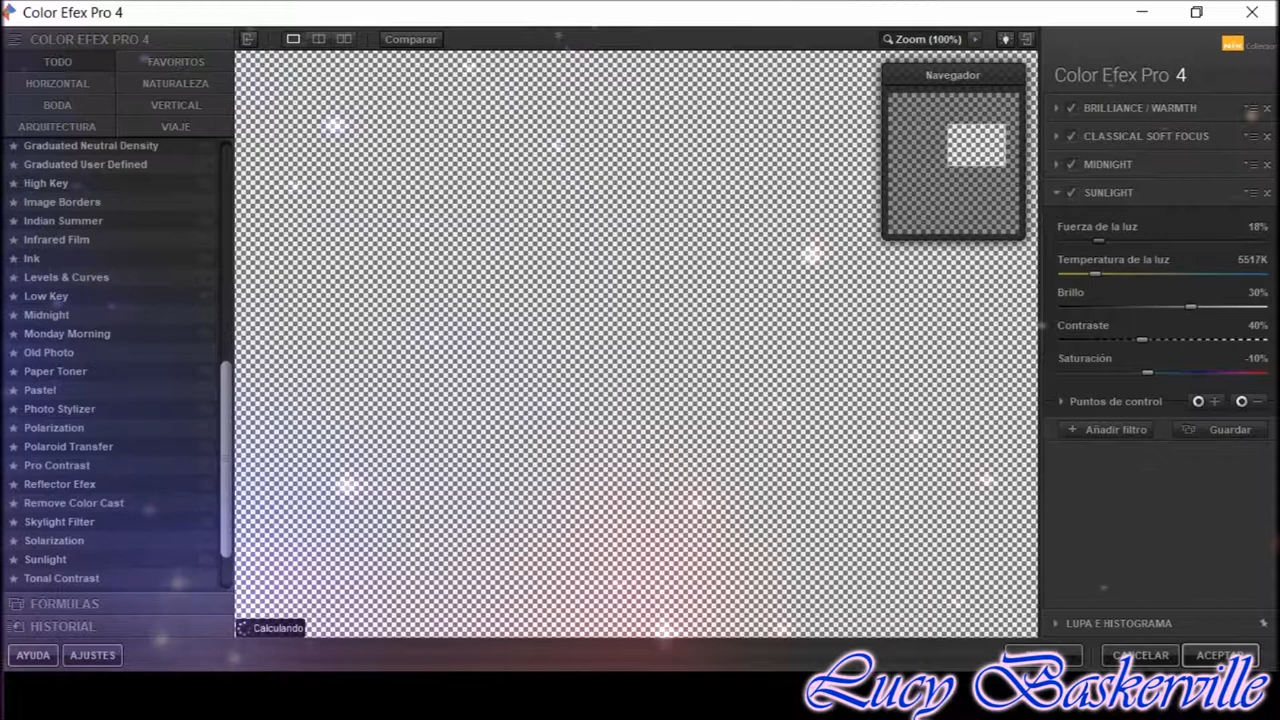 Color Efex Pro 4
COLOR EFEX PRO 4
TODO
FAVORITOS
HORIZONTAL
NATURALEZA
BODA
VERTICAL
ARQUITECTURA
VIAJE
Graduated Neutral Density
Graduated User Defined
High Key
Image Borders
Indian Summer
Infrared Film
Ink
Levels & Curves
Low Key
Midnight
Monday Morning
Old Photo
Paper Toner
Pastel
Photo Stylizer
Polarization
Polaroid Transfer
Pro Contrast
Reflector Efex
Remove Color Cast
Skylight Filter
Solarization
Sunlight
Tonal Contrast
FÓRMULAS
HISTORIAL
AYUDA
AJUSTES
Comparar
Zoom (100%)
Navegador
Calculando
Collection
Color Efex Pro 4
BRILLIANCE / WARMTH
CLASSICAL SOFT FOCUS
MIDNIGHT
SUNLIGHT
Fuerza de la luz 18%
Temperatura de la luz 5517K
Brillo 30%
Contraste 40%
Saturación -10%
Puntos de control
Añadir filtro
Guardar
LUPA E HISTOGRAMA
CANCELAR
ACEPTAR
Lucy Baskerville